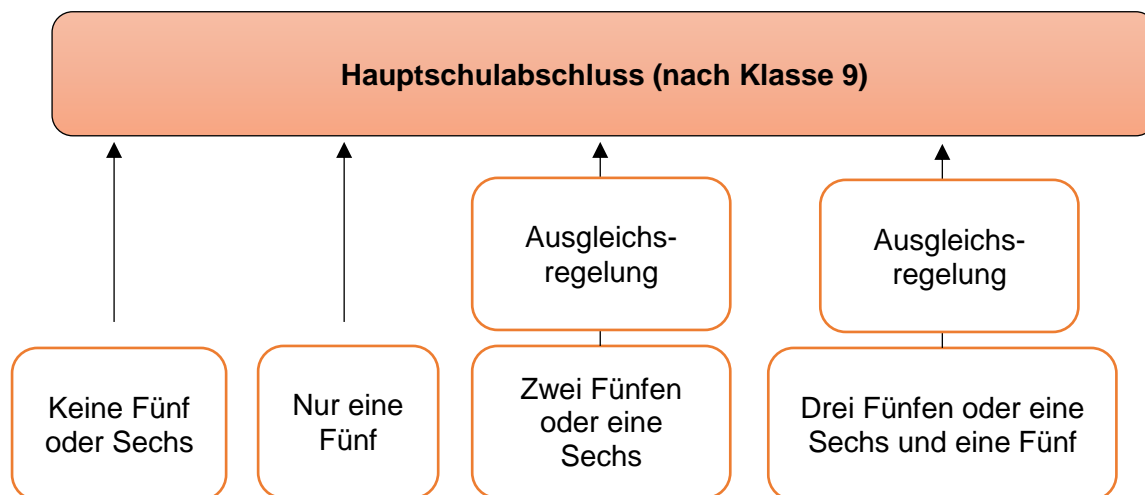 Hauptschulabschluss (nach Klasse 9)
Ausgleichs-
regelung
Ausgleichs-
regelung
Keine Fünf
oder Sechs
Nur eine
Fünf
Zwei Fünfen
oder eine
Sechs
Drei Fünfen oder eine
Sechs und eine Fünf